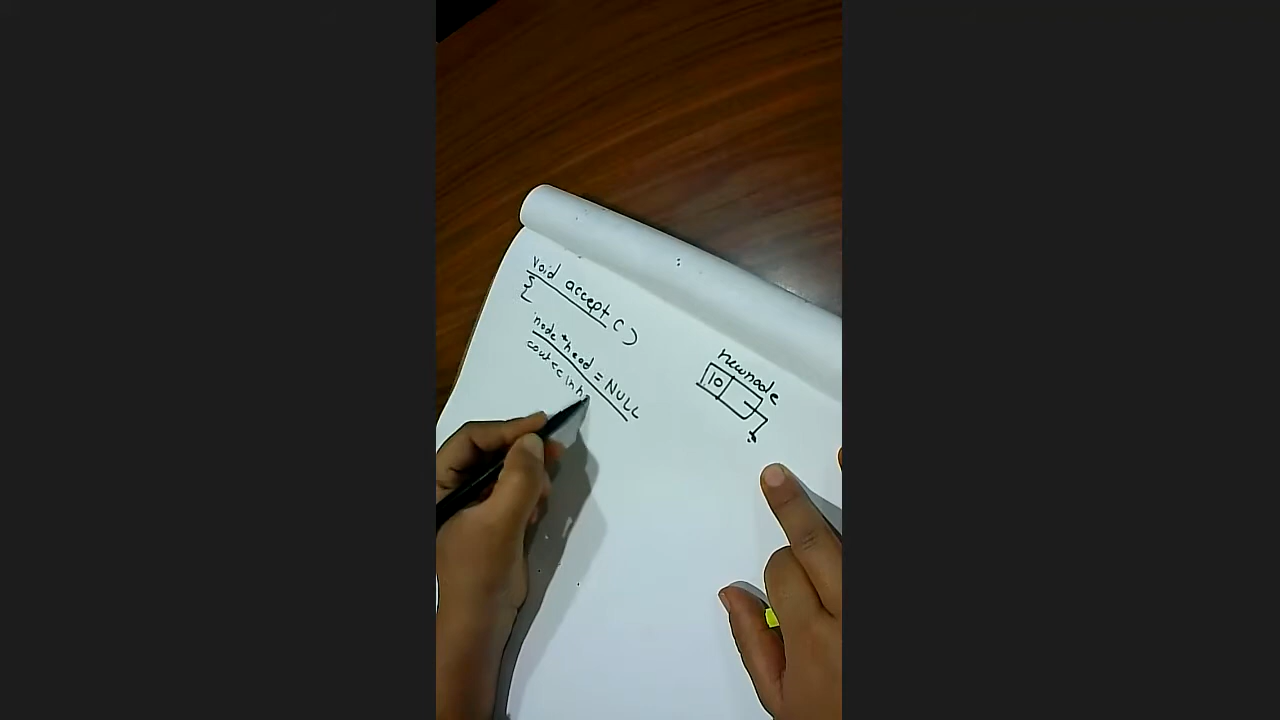 void accept ()
{
node *head = NULL
cout <<
newnode
10